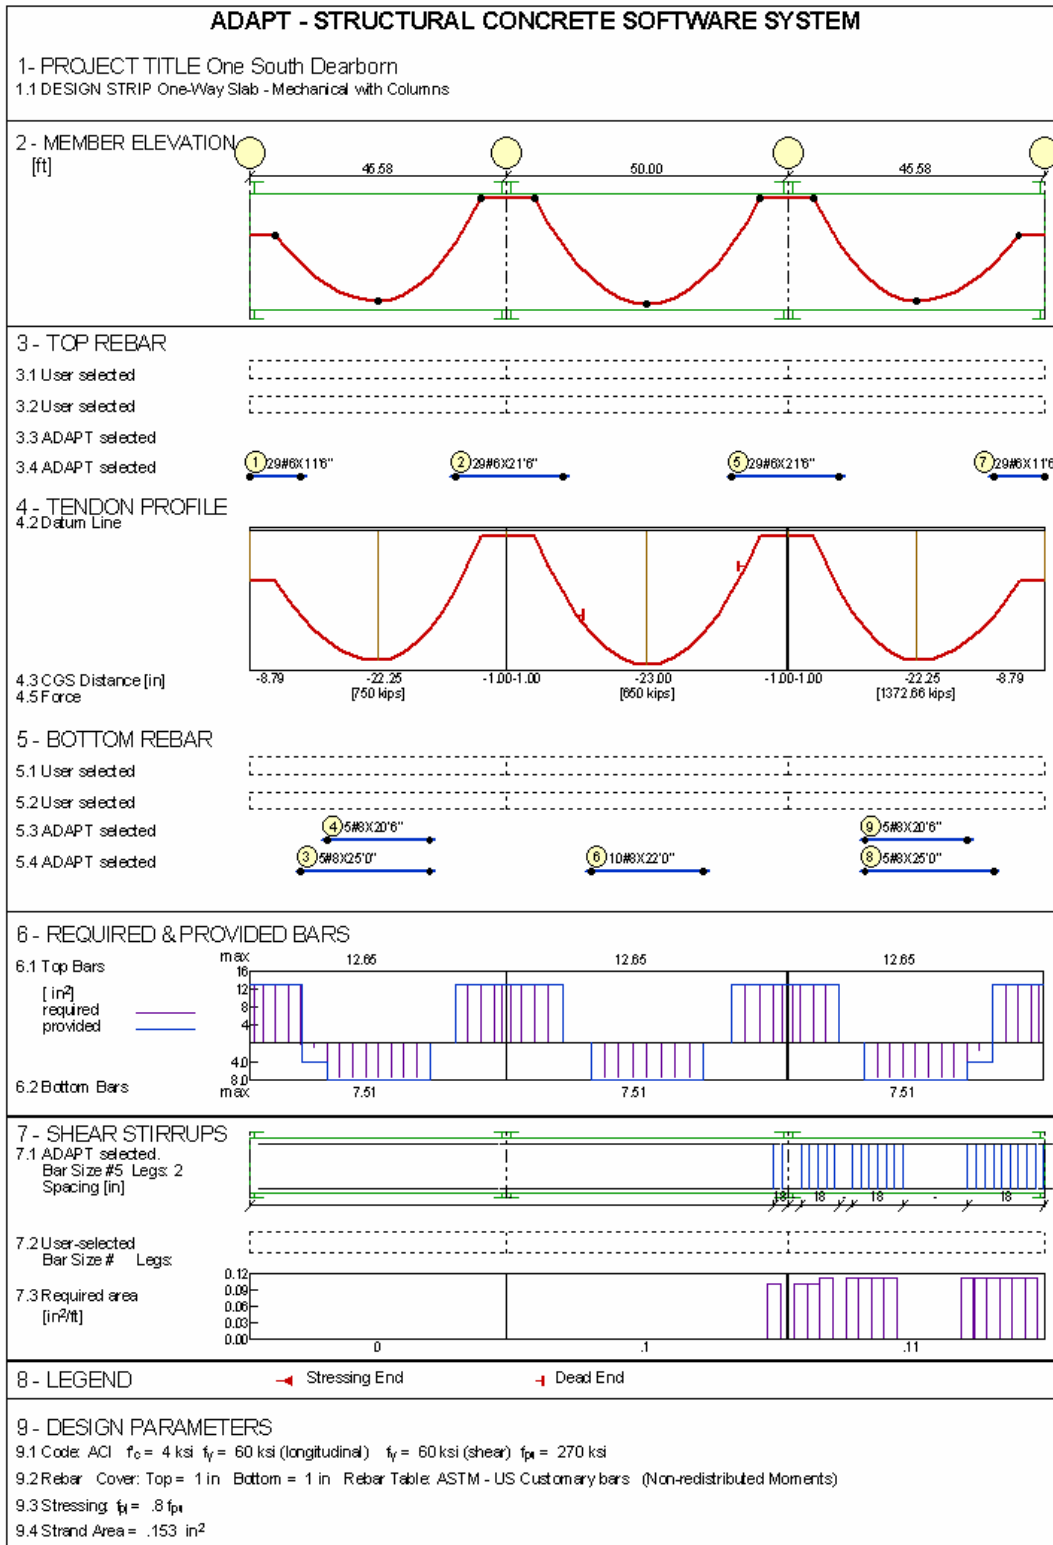 ADAPT - STRUCTURAL CONCRETE SOFTWARE SYSTEM
1- PROJECT TITLE One South Dearborn
1.1 DESIGN STRIP One-Way Slab - Mechanical with Columns
2 - MEMBER ELEVATION
[ft]
45.58 50.00 45.58
3 - TOP REBAR
3.1 User selected
3.2 User selected
3.3 ADAPT selected
3.4 ADAPT selected
1 29#6X11'6" 2 29#6X21'6" 5 29#6X21'6" 7 29#6X11'6
4 - TENDON PROFILE
4.2 Datum Line
4.3 CGS Distance [in] -8.79 -22.25 -1.00 -1.00 -23.00 -1.00 -1.00 -22.25 -8.79
4.5 Force [750 kips] [650 kips] [1372.66 kips]
5 - BOTTOM REBAR
5.1 User selected
5.2 User selected
5.3 ADAPT selected 4 5#8X20'6" 9 5#8X20'6"
5.4 ADAPT selected 3 5#8X25'0" 6 10#8X22'0" 8 5#8X25'0"
6 - REQUIRED & PROVIDED BARS
6.1 Top Bars max 12.65 12.65 12.65
16
[ in²] 12
required 8
provided 4
4.0
8.0
6.2 Bottom Bars max 7.51 7.51 7.51
7 - SHEAR STIRRUPS
7.1 ADAPT selected.
Bar Size #5 Legs: 2
Spacing [in] 18 18 - 18 - 18
7.2 User-selected
Bar Size # Legs:
7.3 Required area
[in²/ft]
0.12
0.09
0.06
0.03
0.00
0 .1 .11
8 - LEGEND Stressing End Dead End
9 - DESIGN PARAMETERS
9.1 Code: ACI f'c = 4 ksi fy = 60 ksi (longitudinal) fy = 60 ksi (shear) fpu = 270 ksi
9.2 Rebar Cover: Top = 1 in Bottom = 1 in Rebar Table: ASTM - US Customary bars (Non-redistributed Moments)
9.3 Stressing: fpj = .8 fpu
9.4 Strand Area = .153 in²